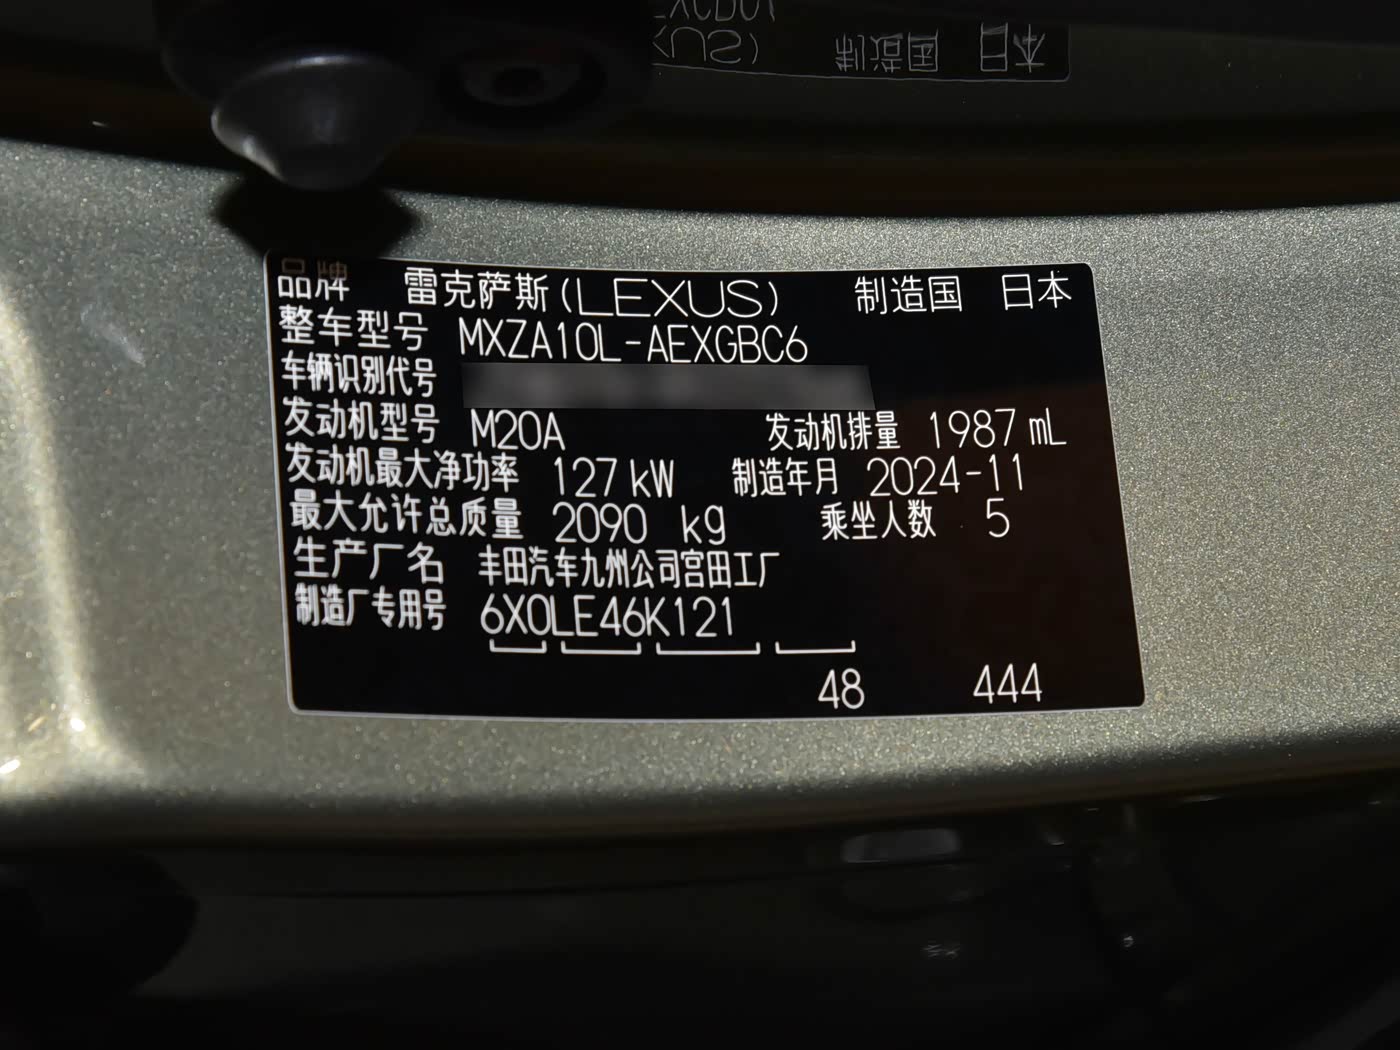 制造国 日本
品牌 雷克萨斯(LEXUS) 制造国 日本
整车型号 MXZA10L-AEXGBC6
车辆识别代号
发动机型号 M20A 发动机排量 1987 mL
发动机最大净功率 127 kW 制造年月 2024-11
最大允许总质量 2090 kg 乘坐人数 5
生产厂名 丰田汽车九州公司宫田工厂
制造厂专用号 6X0LE46K121
48 444